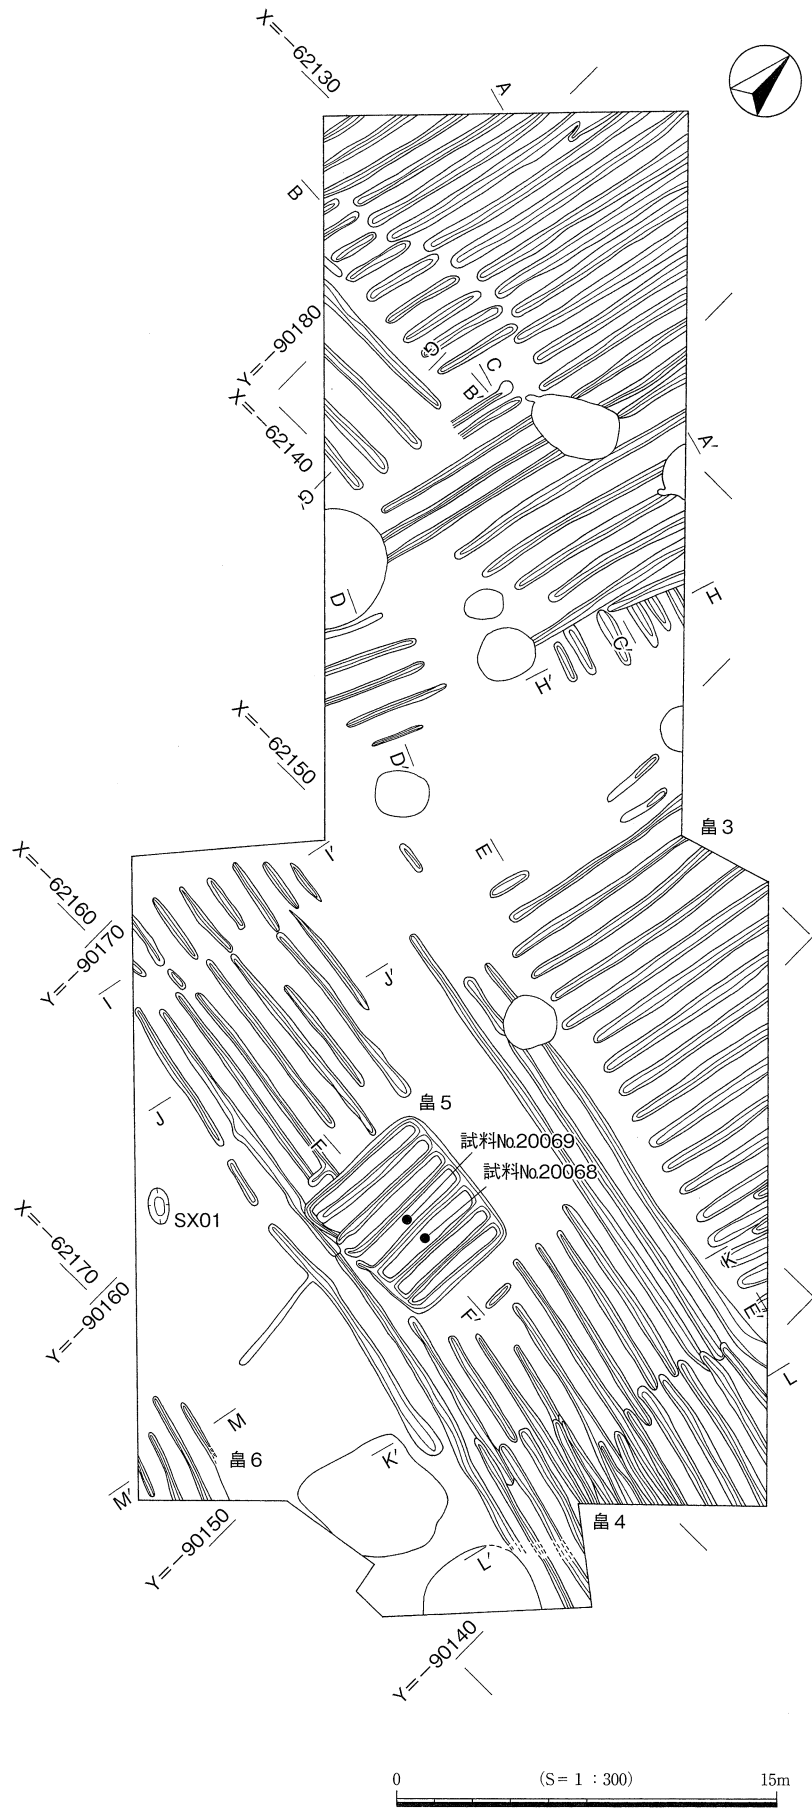 X=-62130
A
B
Y=-90180
G
C
B′
X=-62140
A′
G′
D
H
C′
H′
X=-62150
D′
畠3
I′
E
X=-62160
Y=-90170
J′
I
畠5
J
F
試料No.20069
試料No.20068
SX01
X=-62170
K
E′
Y=-90160
F′
L
M
畠6
K′
M′
畠4
Y=-90150
L′
Y=-90140
0 (S=1:300) 15m